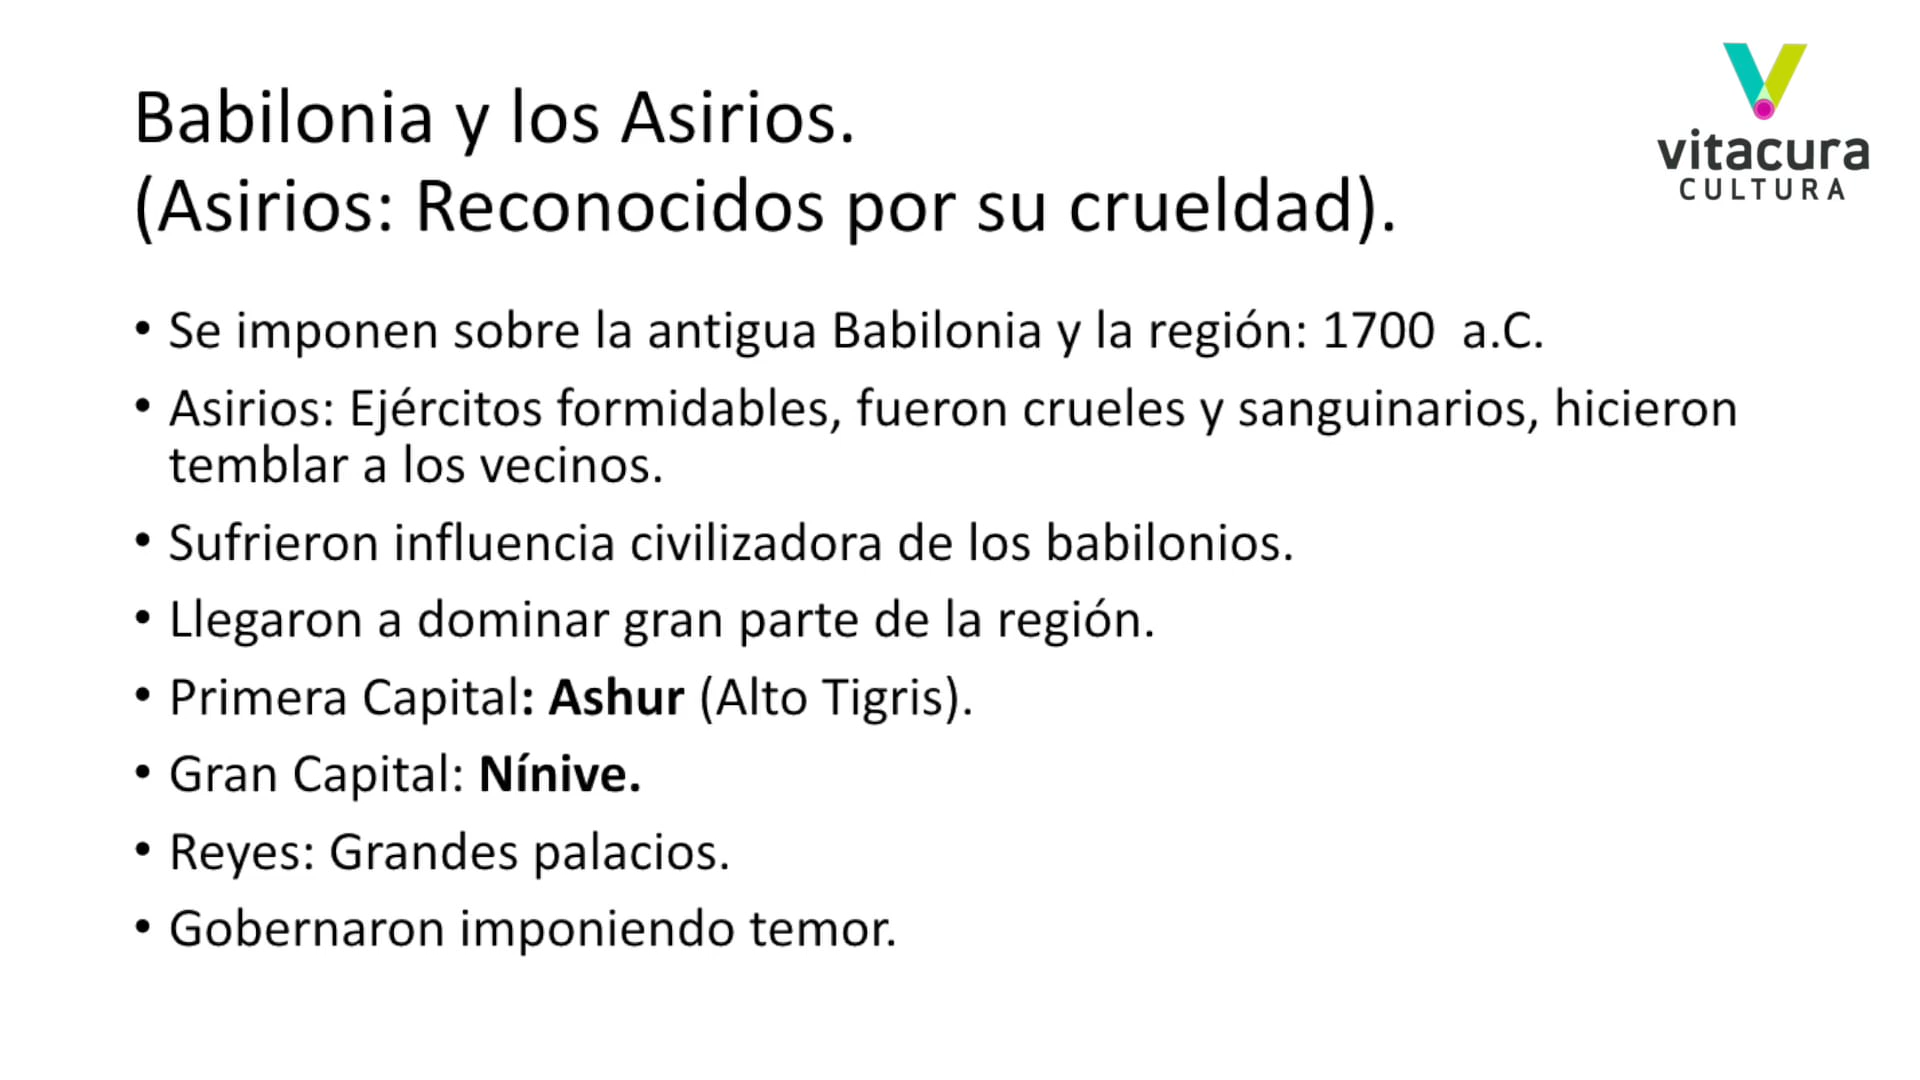 Babilonia y los Asirios.
(Asirios: Reconocidos por su crueldad).
vitacura
CULTURA
• Se imponen sobre la antigua Babilonia y la región: 1700  a.C.
• Asirios: Ejércitos formidables, fueron crueles y sanguinarios, hicieron
temblar a los vecinos.
• Sufrieron influencia civilizadora de los babilonios.
• Llegaron a dominar gran parte de la región.
• Primera Capital: Ashur (Alto Tigris).
• Gran Capital: Nínive.
• Reyes: Grandes palacios.
• Gobernaron imponiendo temor.